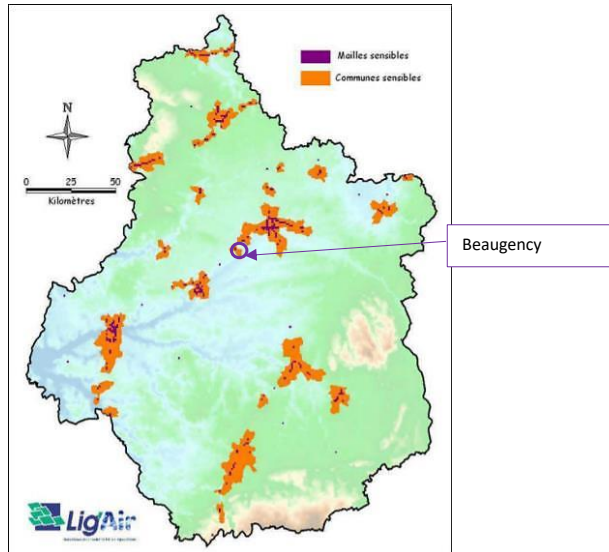 Mailles sensibles
Communes sensibles
N
0 25 50
Kilomètres
Beaugency
Lig'Air